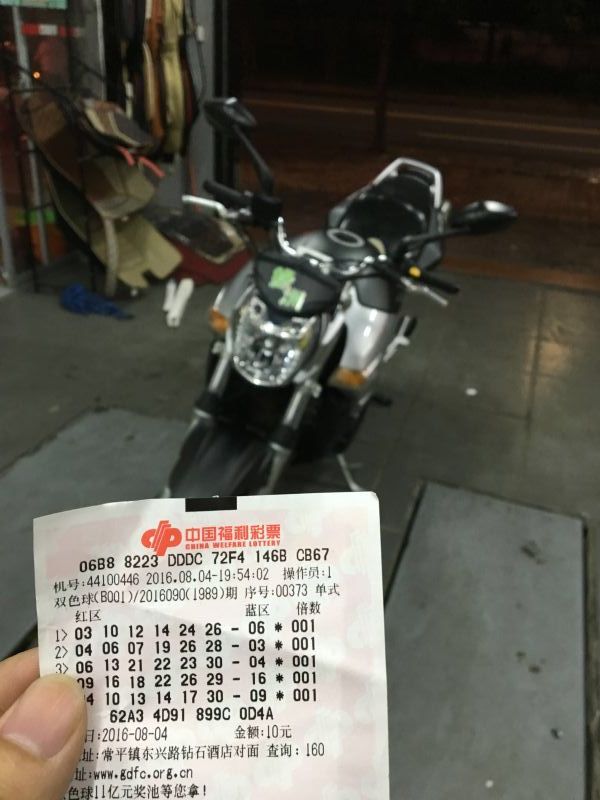 中国福利彩票
CHINA WELFARE LOTTERY
06B8 8223 DDDC 72F4 146B CB67
机号:44100446 2016.08.04-19:54:02 操作员:1
双色球(B001)/2016090(1989)期 序号:00373 单式
红区 蓝区 倍数
1> 03 10 12 14 24 26 - 06 * 001
2> 04 06 07 19 26 28 - 03 * 001
3> 06 13 21 22 23 30 - 04 * 001
09 16 18 22 26 29 - 16 * 001
10 13 14 17 30 - 09 * 001
62A3 4D91 899C 0D4A
日:2016-08-04 金额:10元
址:常平镇东兴路钻石酒店对面 查询:160
址:www.gdfc.org.cn
色球11亿元奖池等您拿!